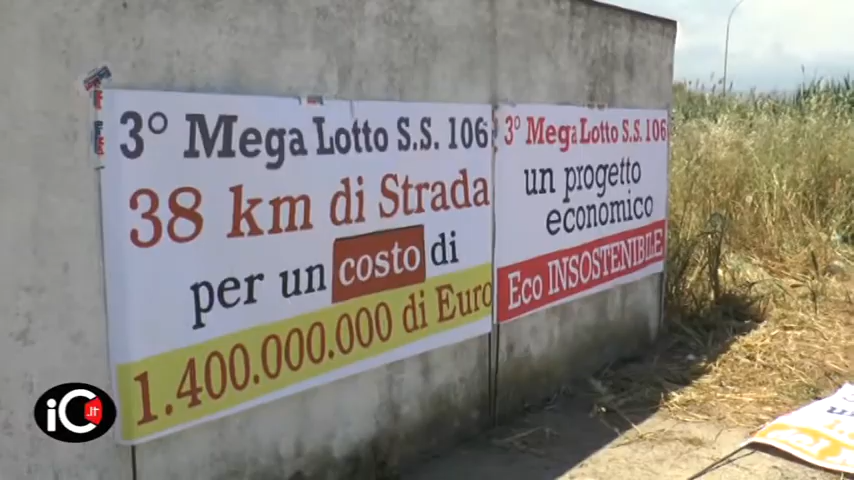 3° Mega Lotto S.S. 106
38 km di Strada
per un costo di
1.400.000.000 di Euro
3° Mega Lotto S.S. 106
un progetto
economico
Eco INSOSTENIBILE
iC.it